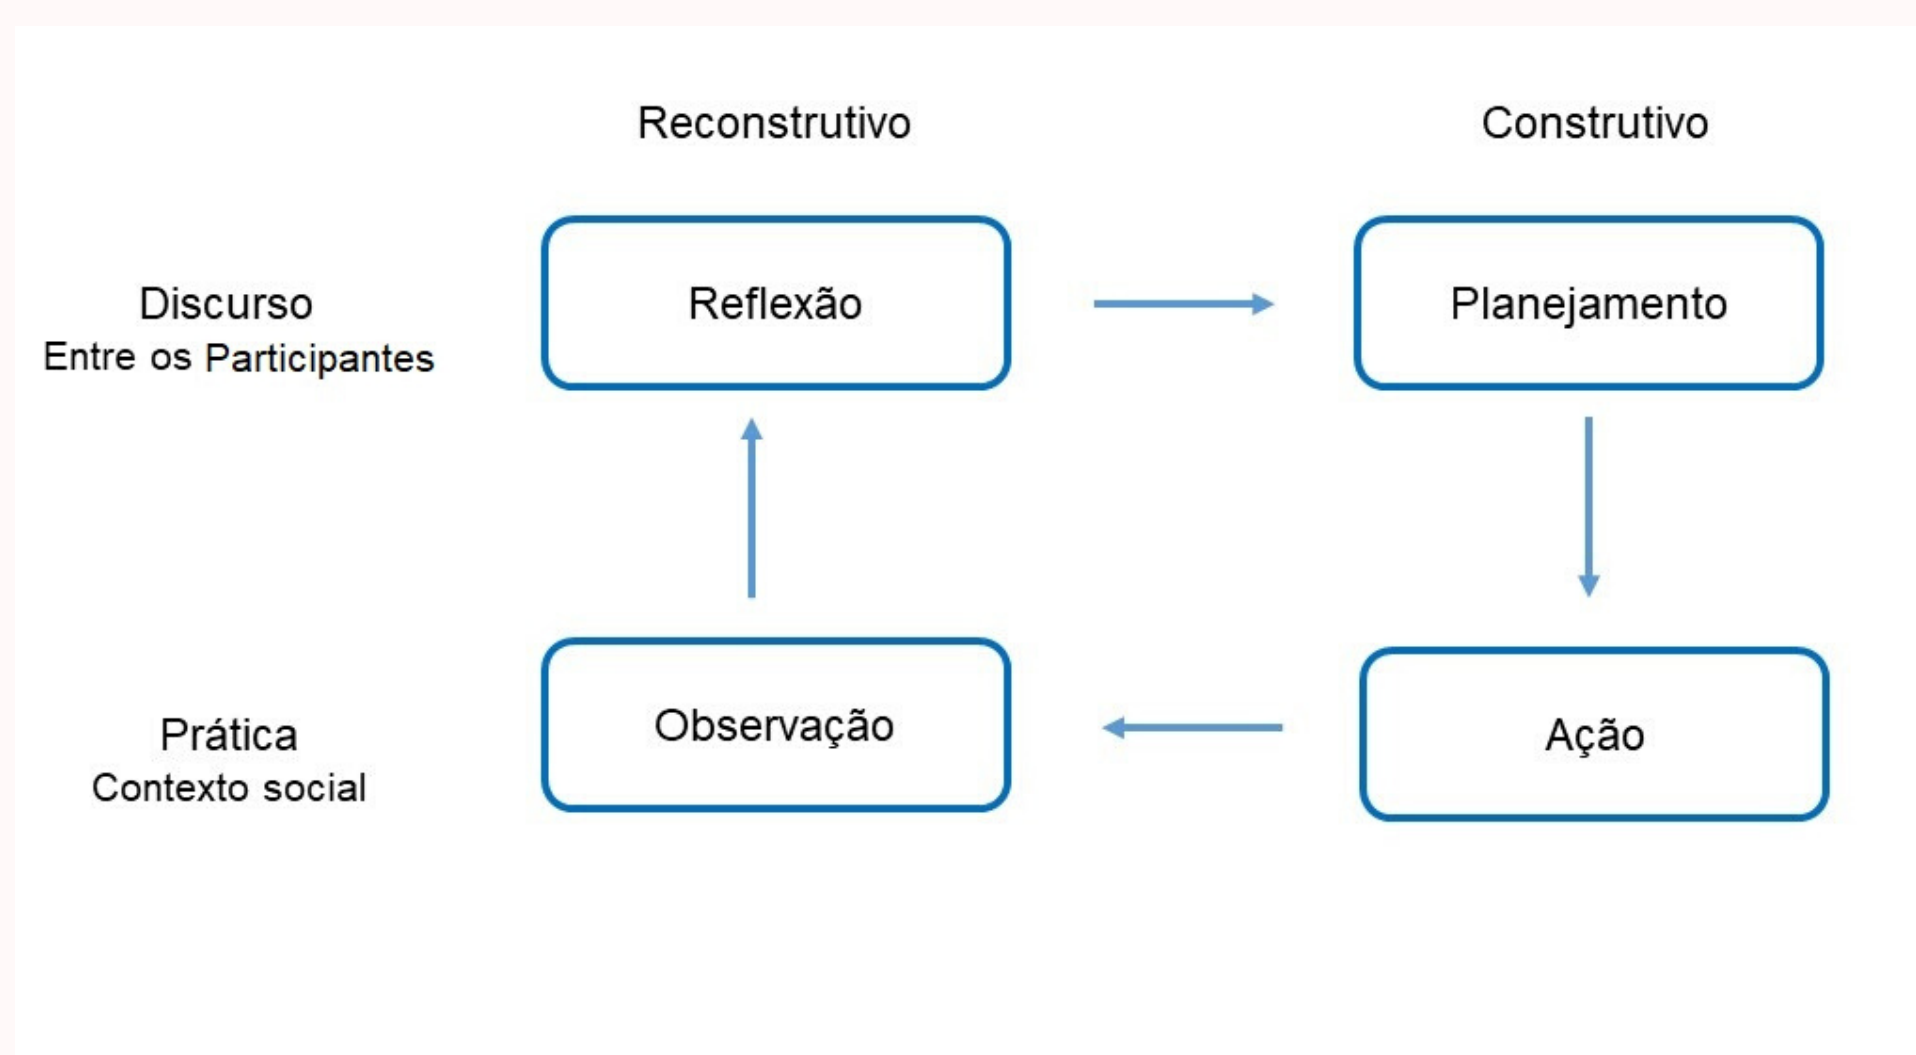 Reconstrutivo
Construtivo
Discurso
Entre os Participantes
Reflexão
Planejamento
Prática
Contexto social
Observação
Ação